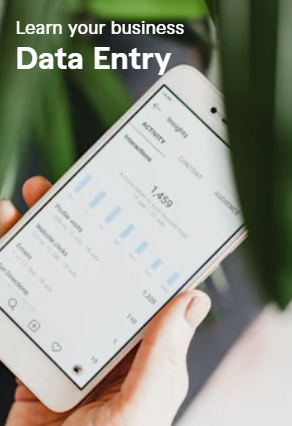 Learn your business
Data Entry
Insights
ACTIVITY
CONTENT
AUDIENCE
Interactions
1,459
Profile visits
1,328
Website clicks
110
Emails
1
Get Directions
19